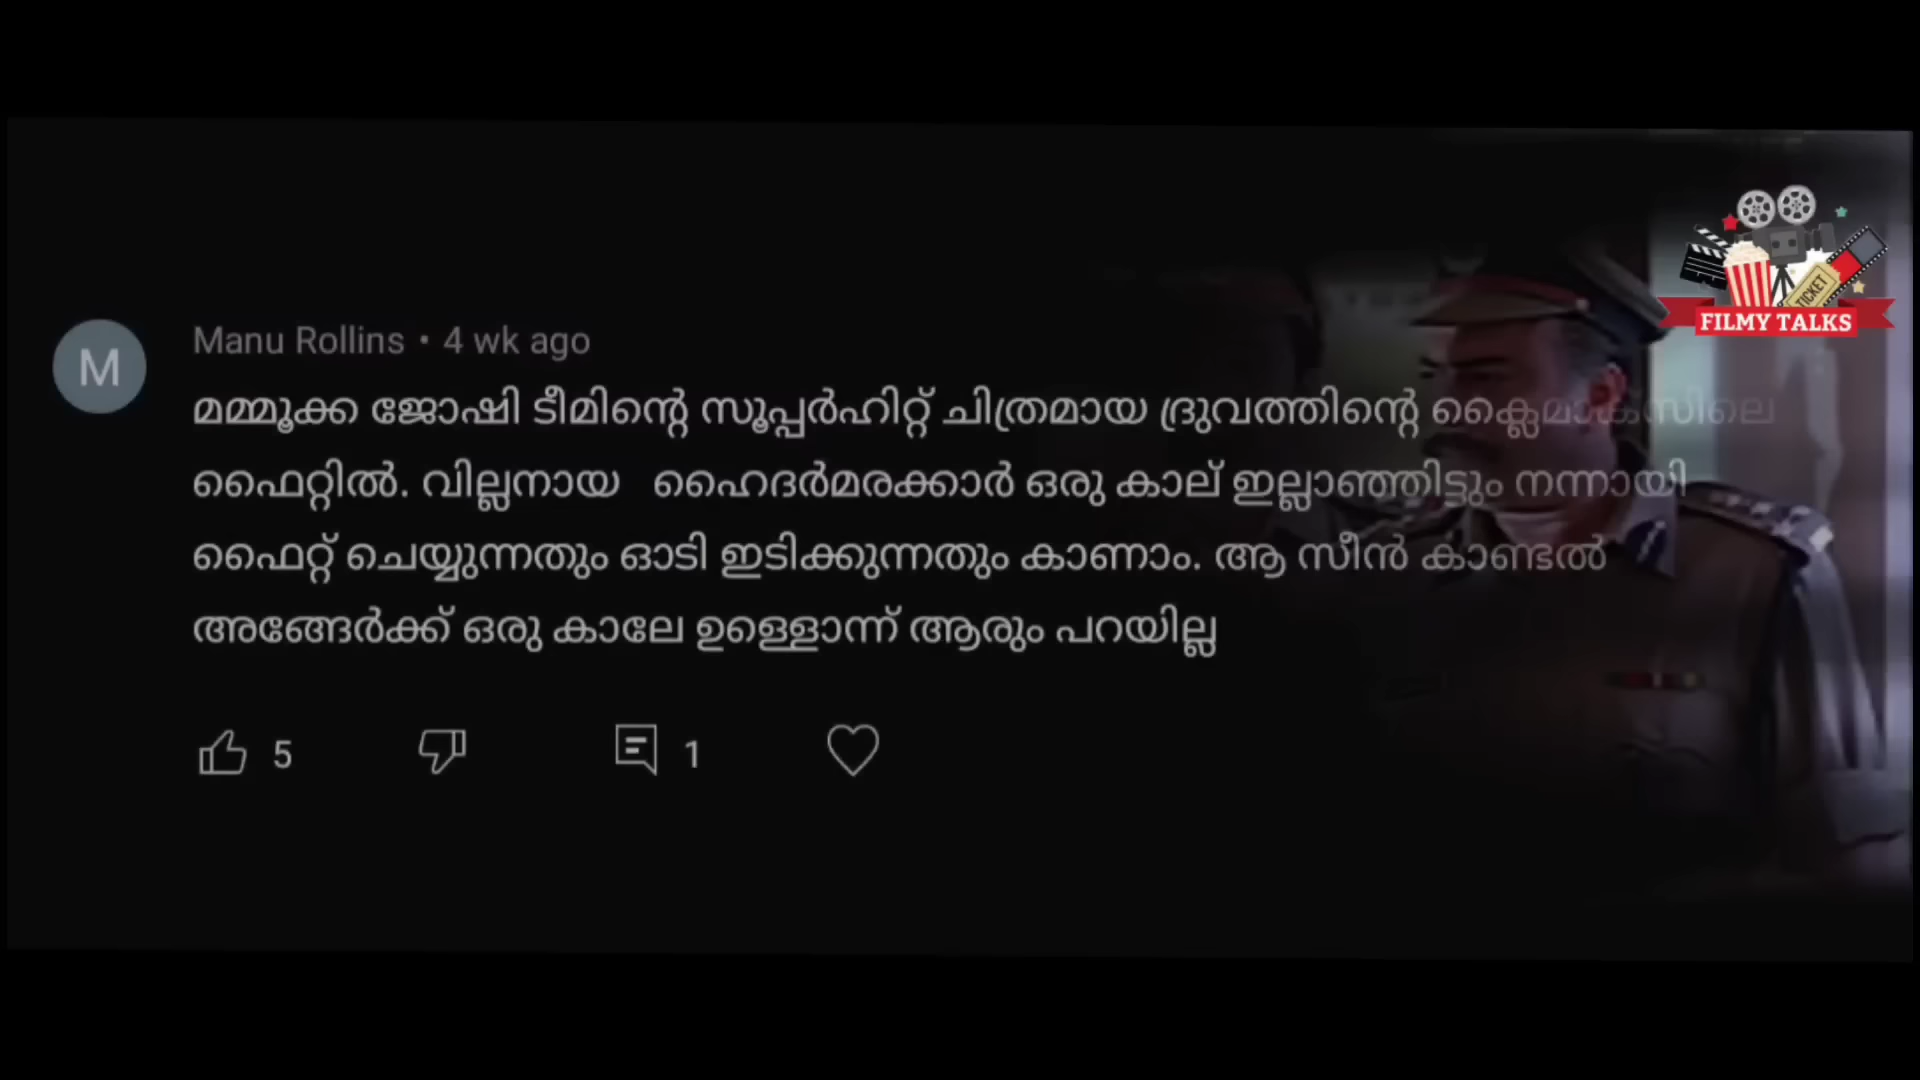 FILMY TALKS
TICKET
M
Manu Rollins • 4 wk ago
മമ്മൂക്ക ജോഷി ടീമിന്റെ സൂപ്പർഹിറ്റ് ചിത്രമായ ദ്രുവത്തിന്റെ ക്ലൈമാക്സിലെ
ഫൈറ്റിൽ. വില്ലനായ ഹൈദർമരക്കാർ ഒരു കാല് ഇല്ലാഞ്ഞിട്ടും നന്നായി
ഫൈറ്റ് ചെയ്യുന്നതും ഓടി ഇടിക്കുന്നതും കാണാം. ആ സീൻ കാണ്ടൽ
അങ്ങേർക്ക് ഒരു കാലേ ഉള്ളൊന്ന് ആരും പറയില്ല
5
1